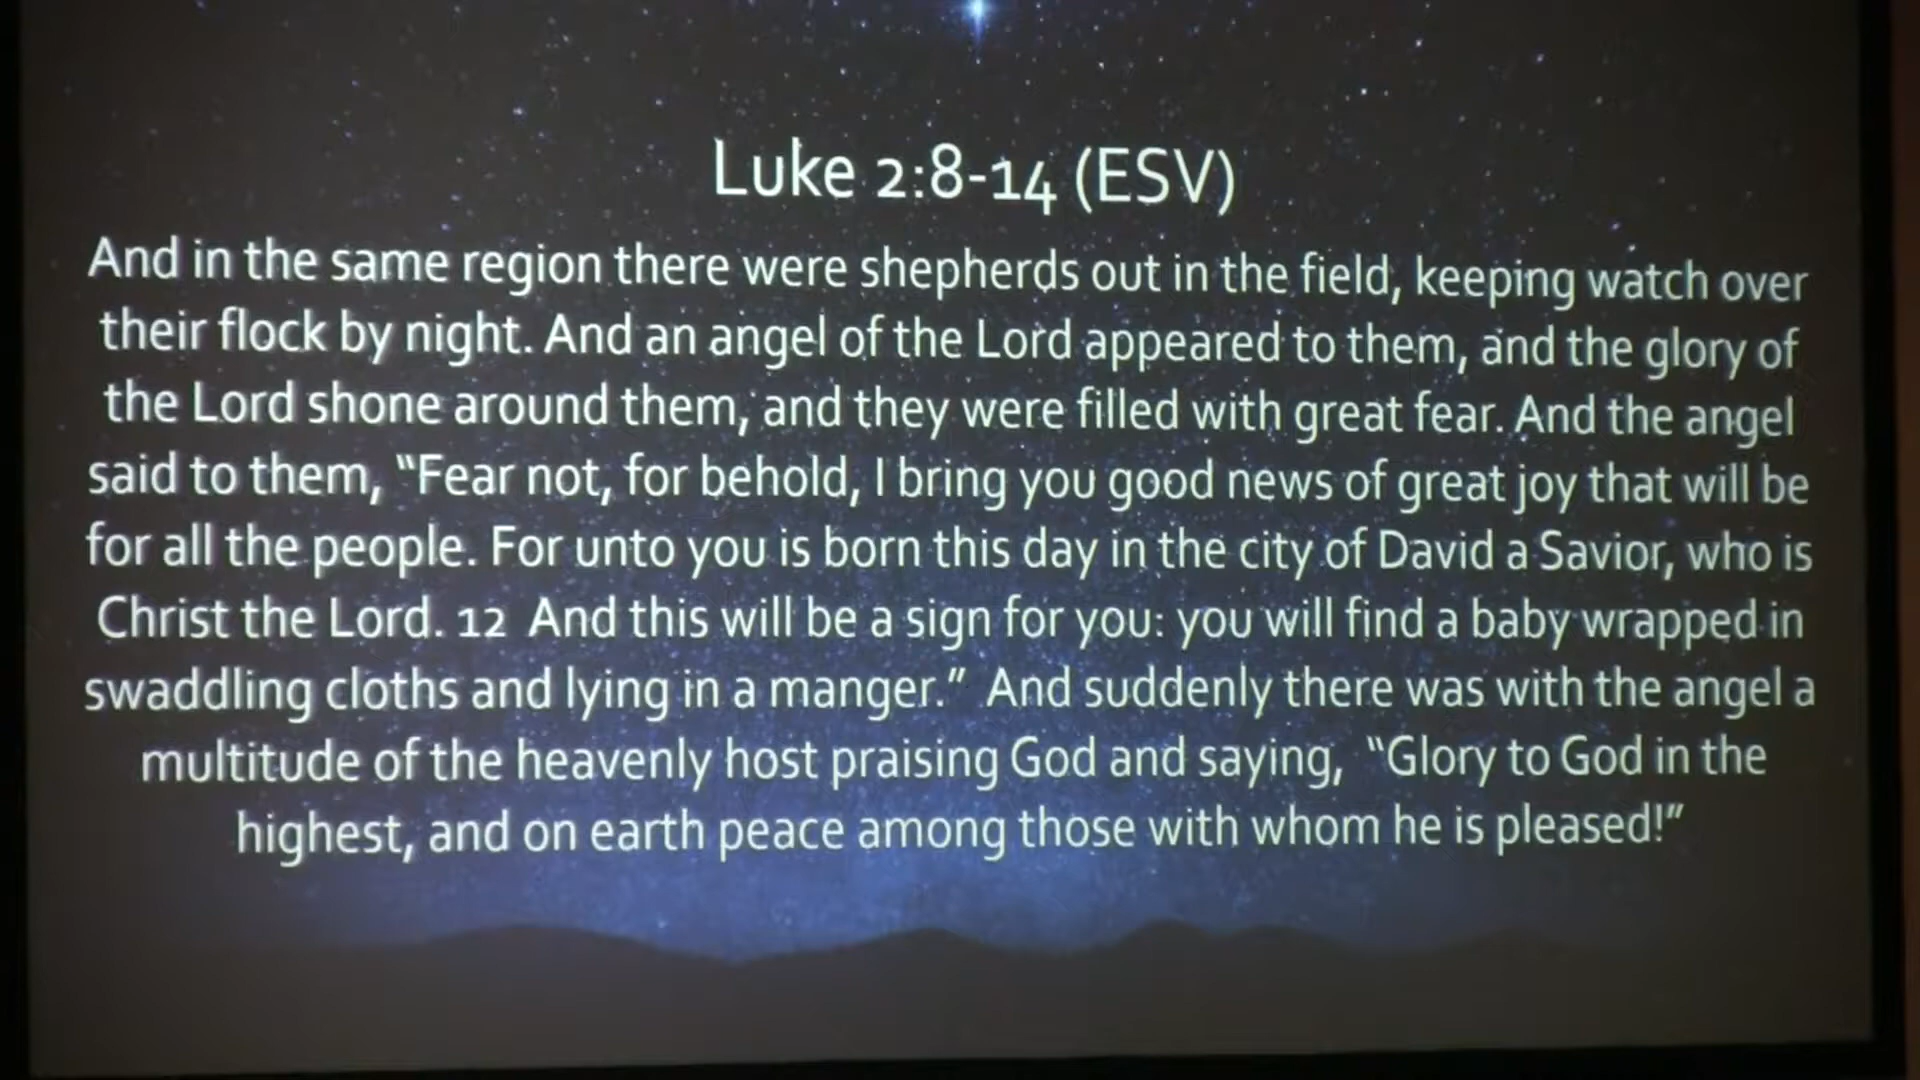 Luke 2:8-14 (ESV)
And in the same region there were shepherds out in the field, keeping watch over
their flock by night. And an angel of the Lord appeared to them, and the glory of
the Lord shone around them, and they were filled with great fear. And the angel
said to them, “Fear not, for behold, I bring you good news of great joy that will be
for all the people. For unto you is born this day in the city of David a Savior, who is
Christ the Lord. 12 And this will be a sign for you: you will find a baby wrapped in
swaddling cloths and lying in a manger.” And suddenly there was with the angel a
multitude of the heavenly host praising God and saying, “Glory to God in the
highest, and on earth peace among those with whom he is pleased!”